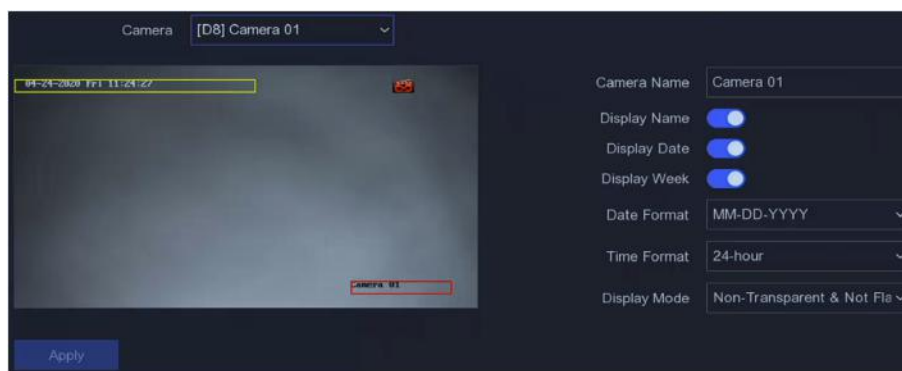 Camera [D8] Camera 01
04-24-2020 Fri 11:24:27
Camera Name Camera 01
Display Name
Display Date
Display Week
Date Format MM-DD-YYYY
Time Format 24-hour
Camera 01
Display Mode Non-Transparent & Not Fla
Apply